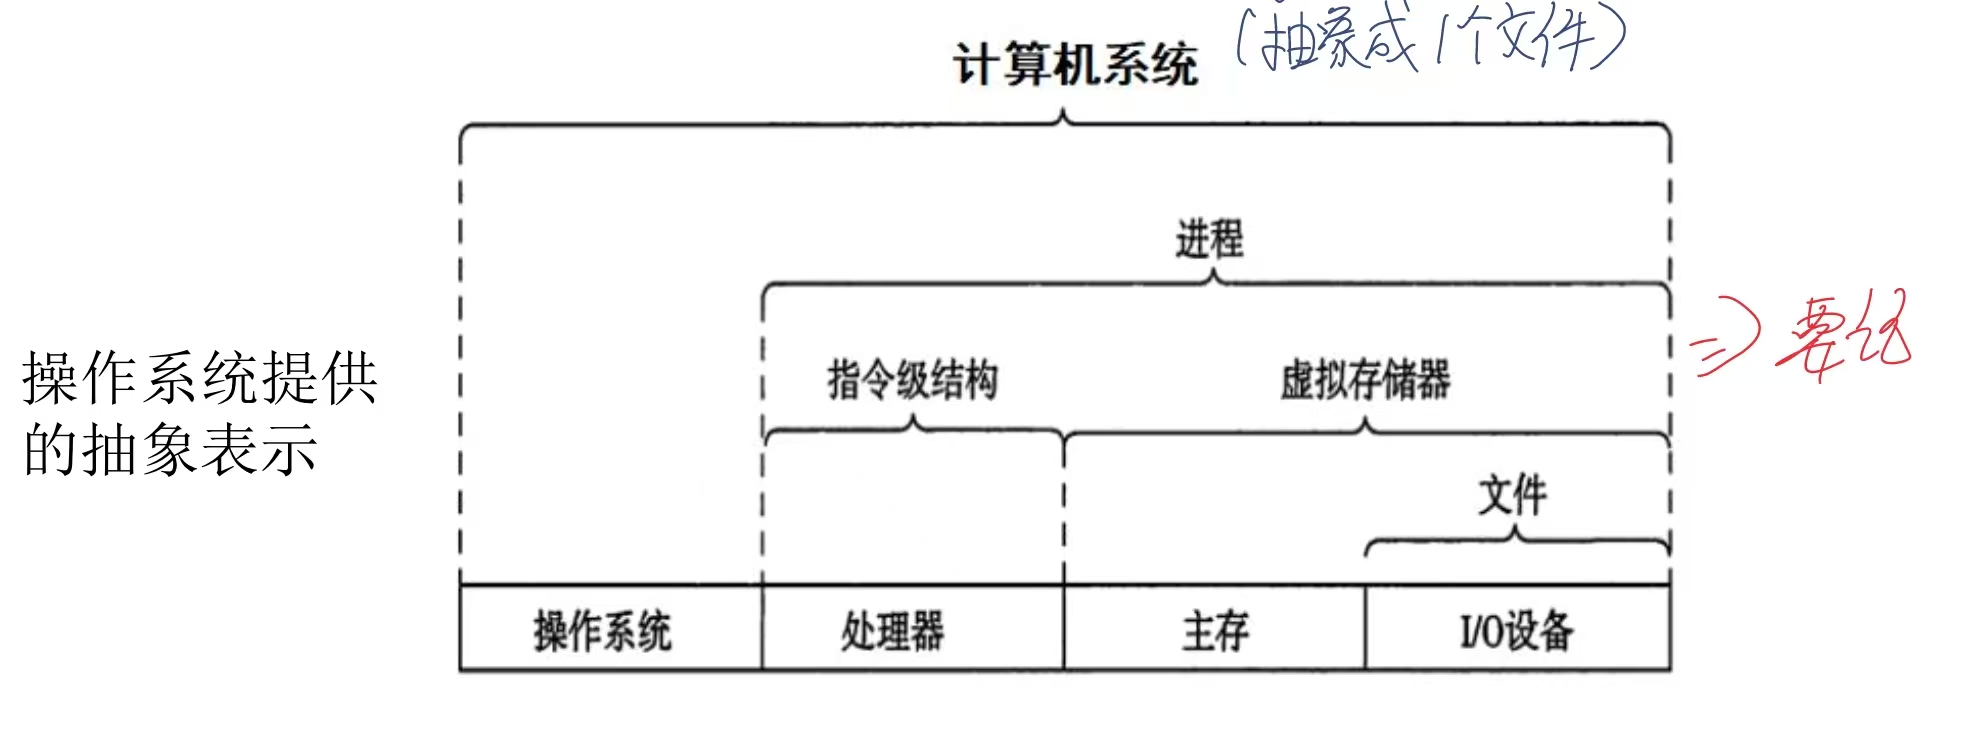 计算机系统 (抽象成1个文件)
进程
指令级结构 虚拟存储器
⇒ 要
操作系统提供
的抽象表示
文件
操作系统 处理器 主存 I/O设备